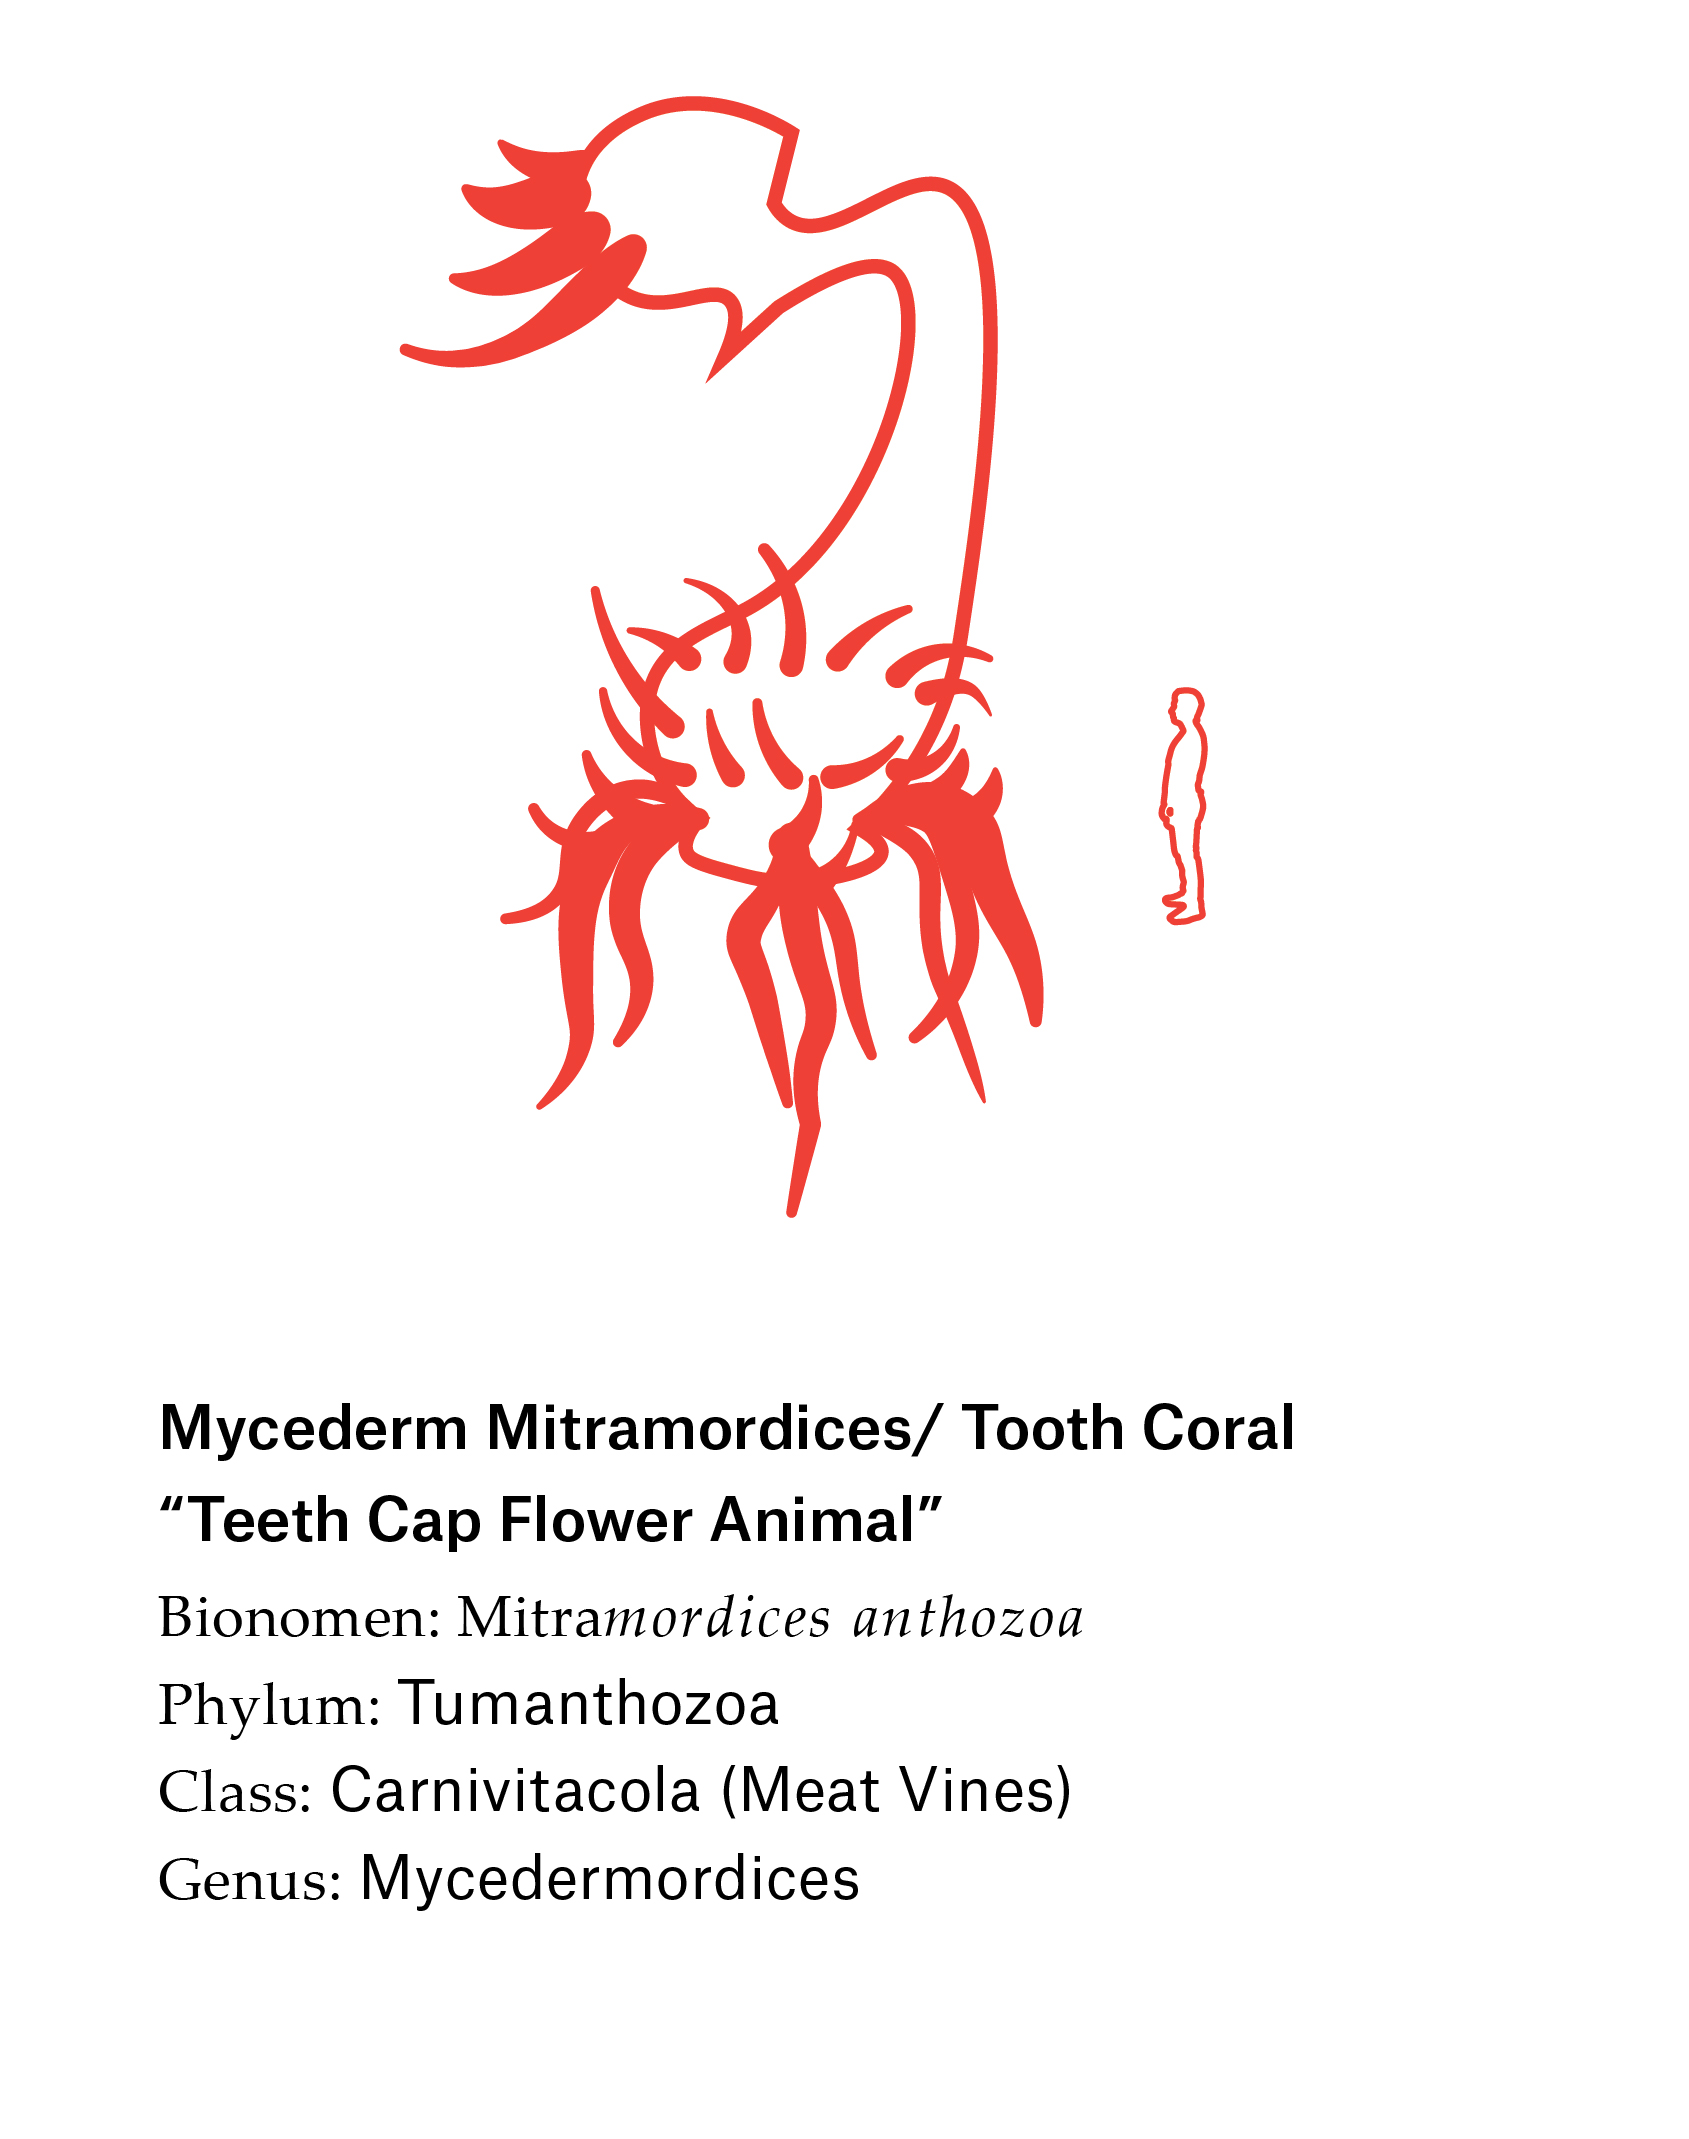 Mycederm Mitramordices/ Tooth Coral
“Teeth Cap Flower Animal”
Bionomen: Mitramordices anthozoa
Phylum: Tumanthozoa
Class: Carnivitacola (Meat Vines)
Genus: Mycedermordices